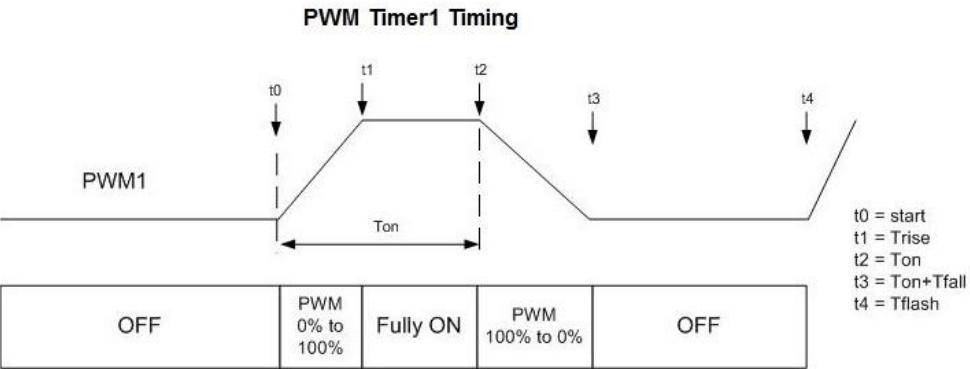 PWM Timer1 Timing
t0
t1
t2
t3
t4
PWM1
Ton
t0 = start
t1 = Trise
t2 = Ton
t3 = Ton+Tfall
t4 = Tflash
OFF
PWM
0% to
100%
Fully ON
PWM
100% to 0%
OFF